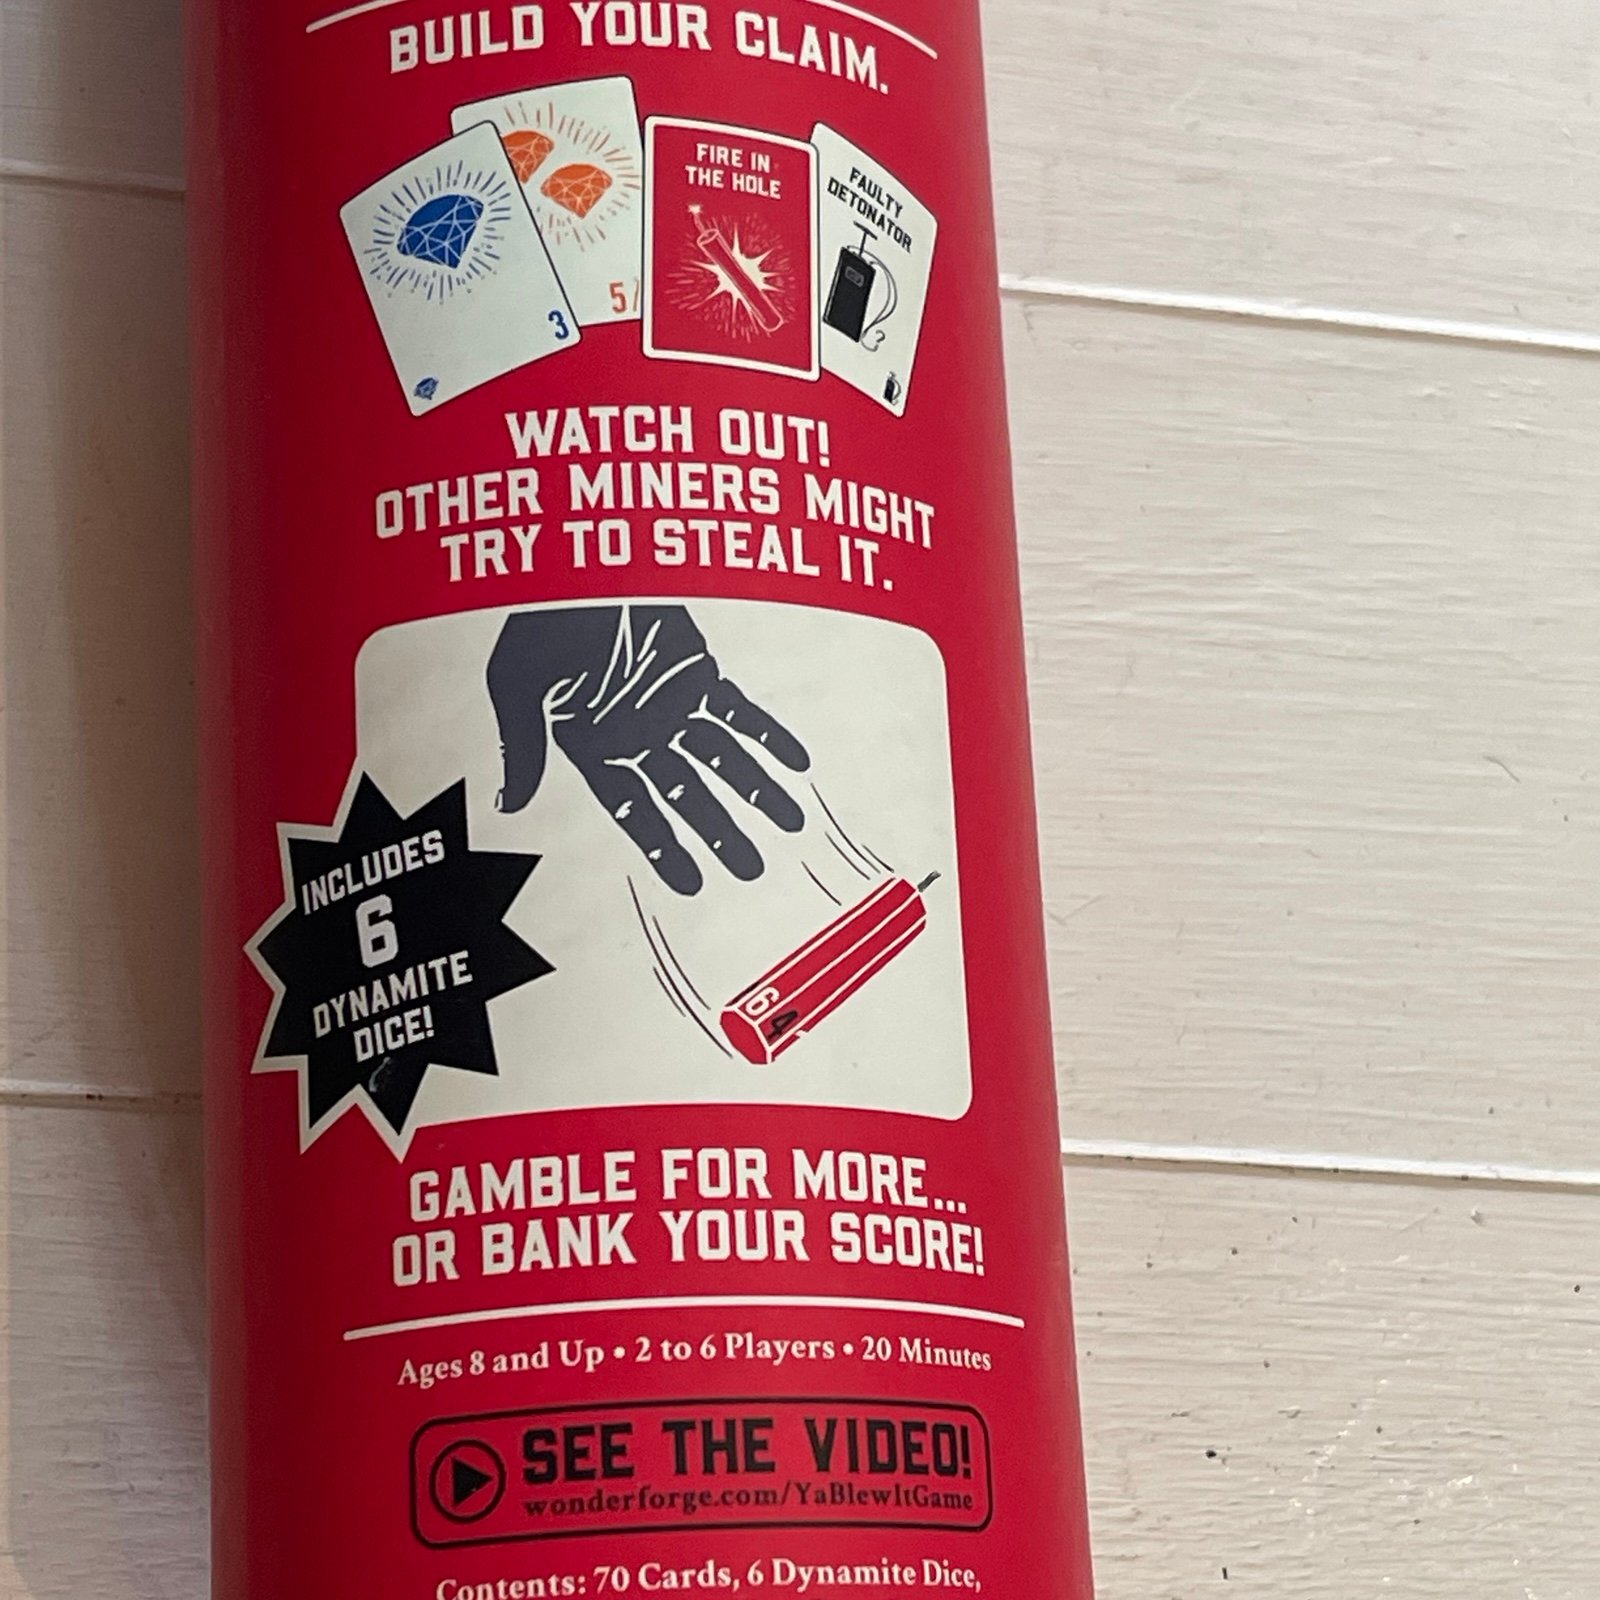 BUILD YOUR CLAIM.
FIRE IN
THE HOLE
FAULTY
DETONATOR
3
5
WATCH OUT!
OTHER MINERS MIGHT
TRY TO STEAL IT.
INCLUDES
6
DYNAMITE
DICE!
6
4
GAMBLE FOR MORE...
OR BANK YOUR SCORE!
Ages 8 and Up • 2 to 6 Players • 20 Minutes
SEE THE VIDEO!
wonderforge.com/YaBlewItGame
Contents: 70 Cards, 6 Dynamite Dice,